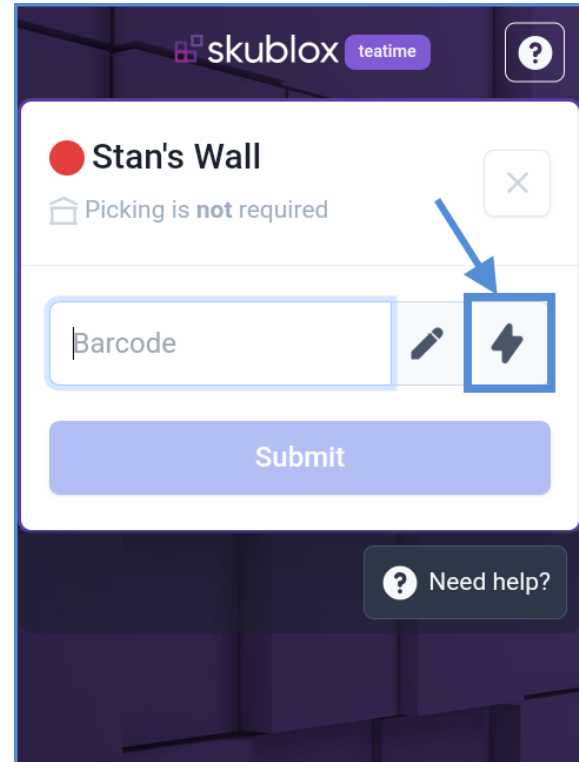 skublox teatime
Stan's Wall
Picking is not required
Barcode
Submit
Need help?